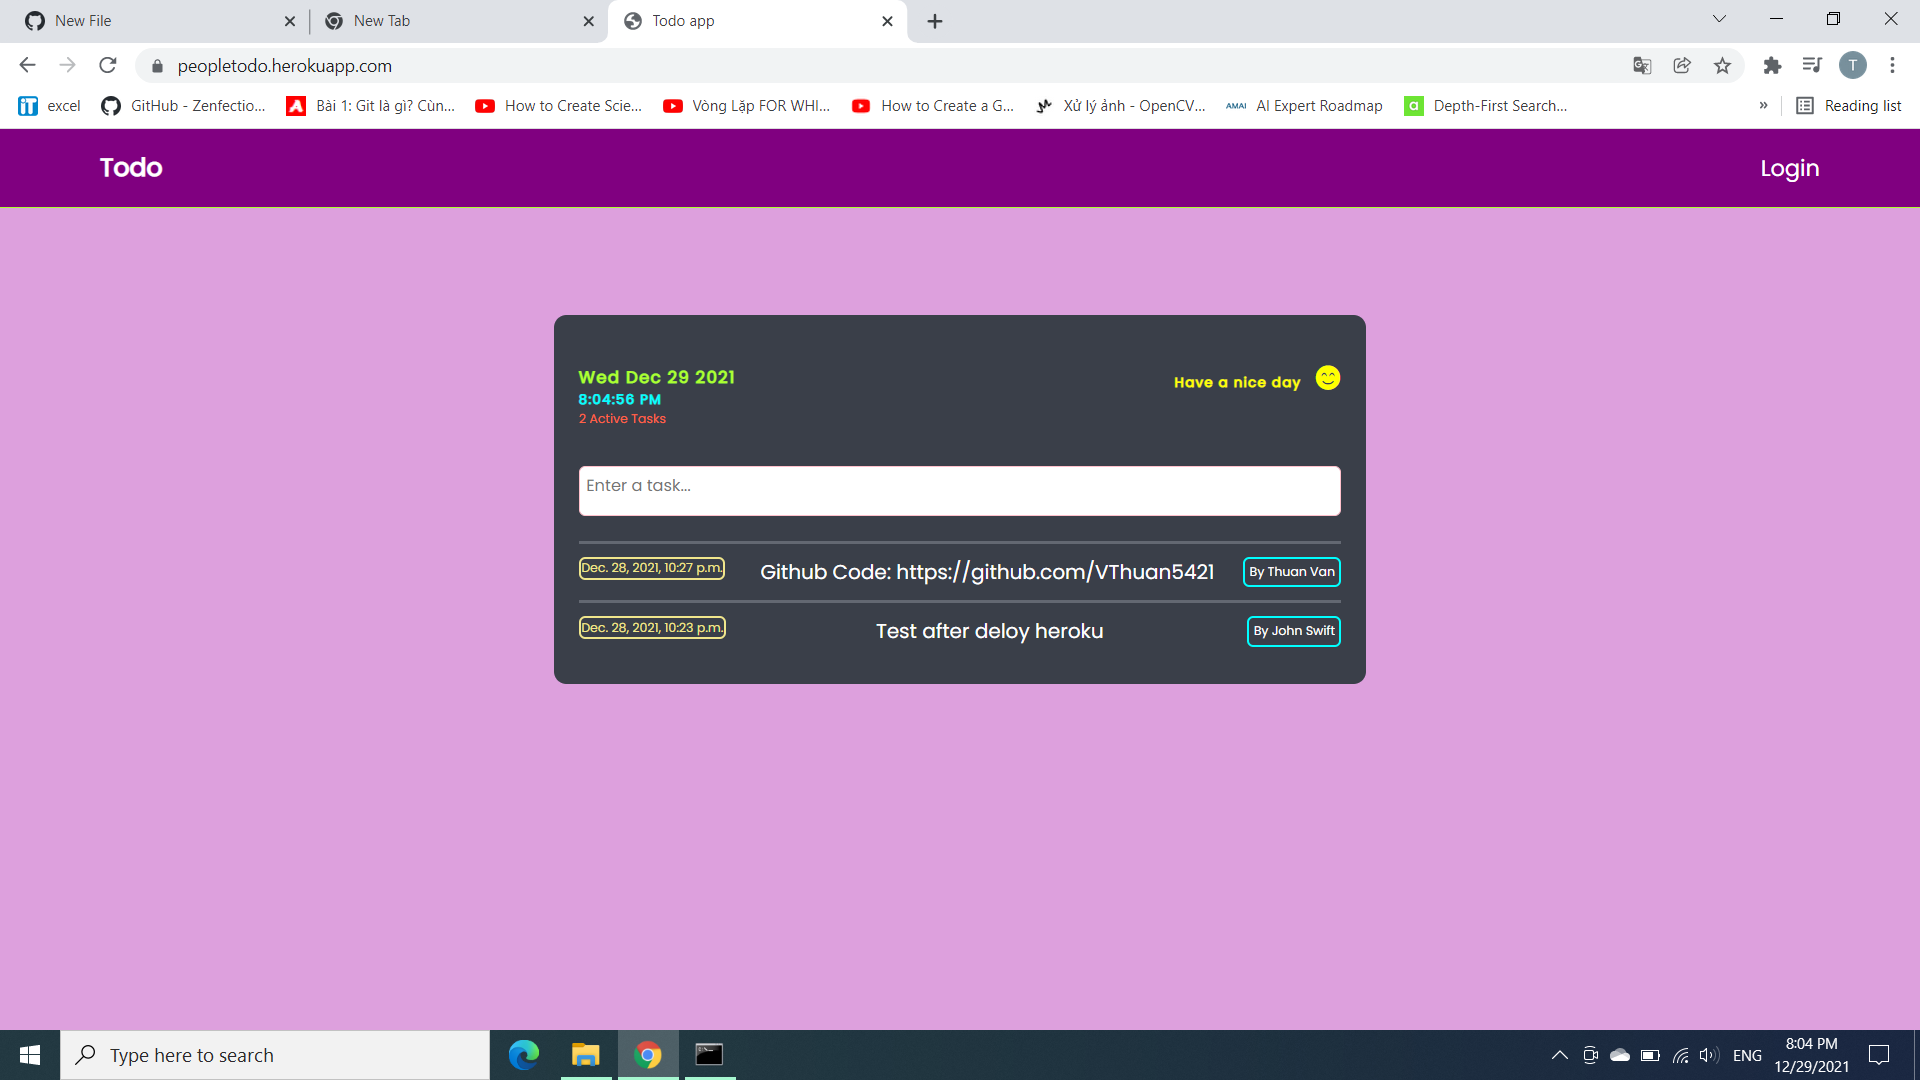 New File
New Tab
Todo app
peopletodo.herokuapp.com
T
iT excel
GitHub - Zenfectio...
A Bài 1: Git là gì? Cùn...
How to Create Scie...
Vòng Lặp FOR WHI...
How to Create a G...
Xử lý ảnh - OpenCV...
AMAI AI Expert Roadmap
a Depth-First Search...
»
Reading list
Todo
Login
Wed Dec 29 2021
Have a nice day
8:04:56 PM
2 Active Tasks
Enter a task...
Dec. 28, 2021, 10:27 p.m.
Github Code: https://github.com/VThuan5421
By Thuan Van
Dec. 28, 2021, 10:23 p.m.
Test after deloy heroku
By John Swift
Type here to search
ENG
8:04 PM
12/29/2021